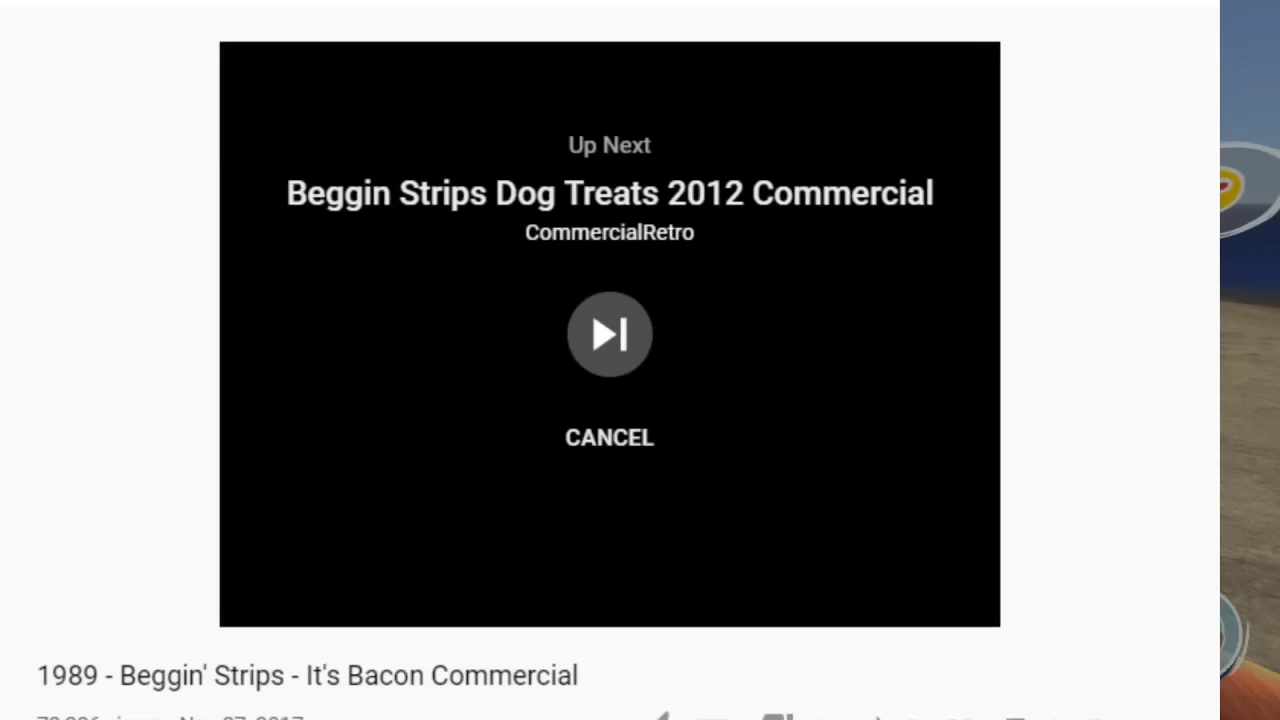 Up Next
Beggin Strips Dog Treats 2012 Commercial
CommercialRetro
CANCEL
1989 - Beggin' Strips - It's Bacon Commercial